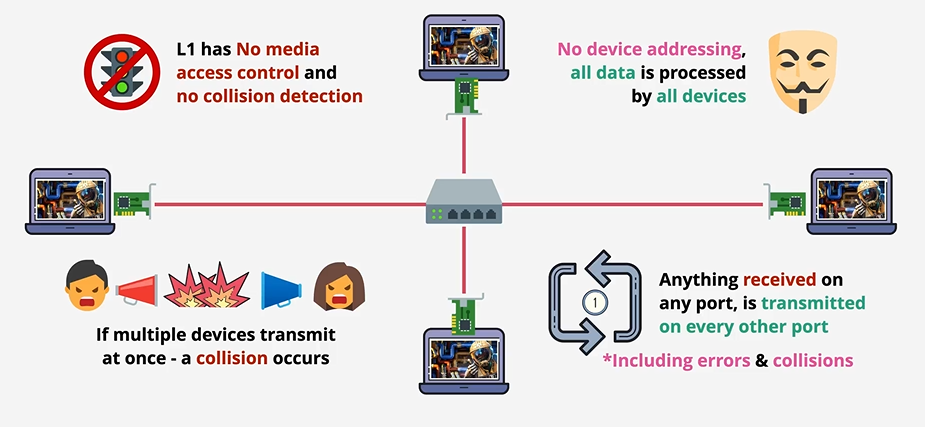 L1 has No media
access control and
no collision detection
No device addressing,
all data is processed
by all devices
If multiple devices transmit
at once - a collision occurs
1
Anything received on
any port, is transmitted
on every other port
*Including errors & collisions